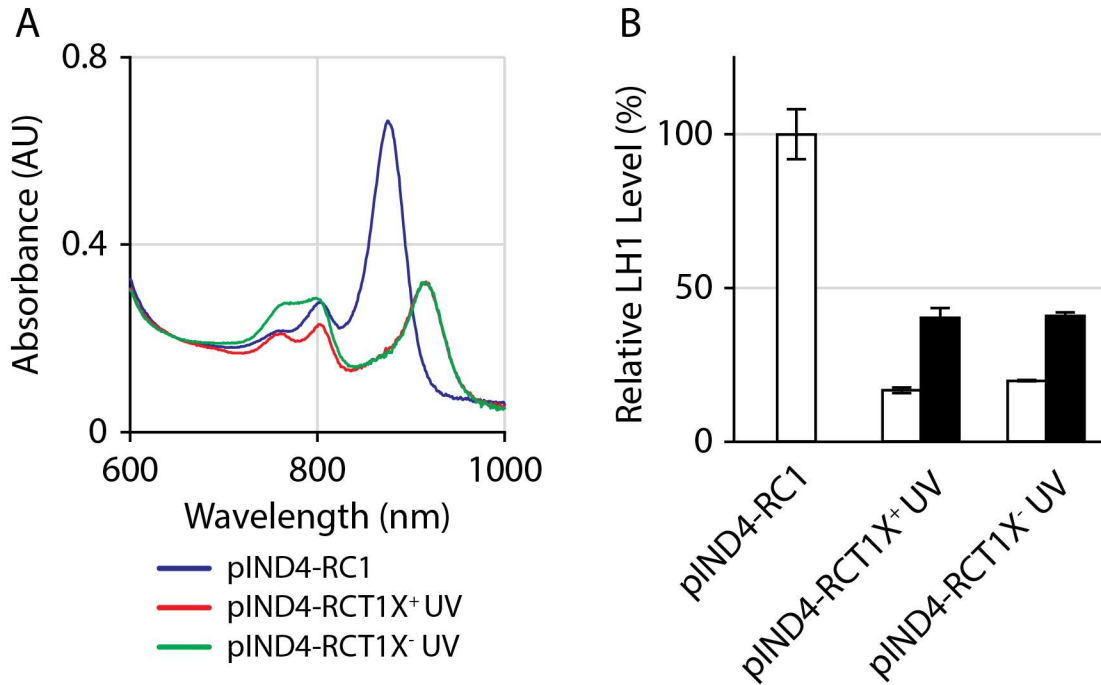 A
Absorbance (AU)
0.8
0.4
0
600
800
1000
Wavelength (nm)
pIND4-RC1
pIND4-RCT1X⁺ UV
pIND4-RCT1X⁻ UV
B
Relative LH1 Level (%)
100
50
0
pIND4-RC1
pIND4-RCT1X⁺ UV
pIND4-RCT1X⁻ UV